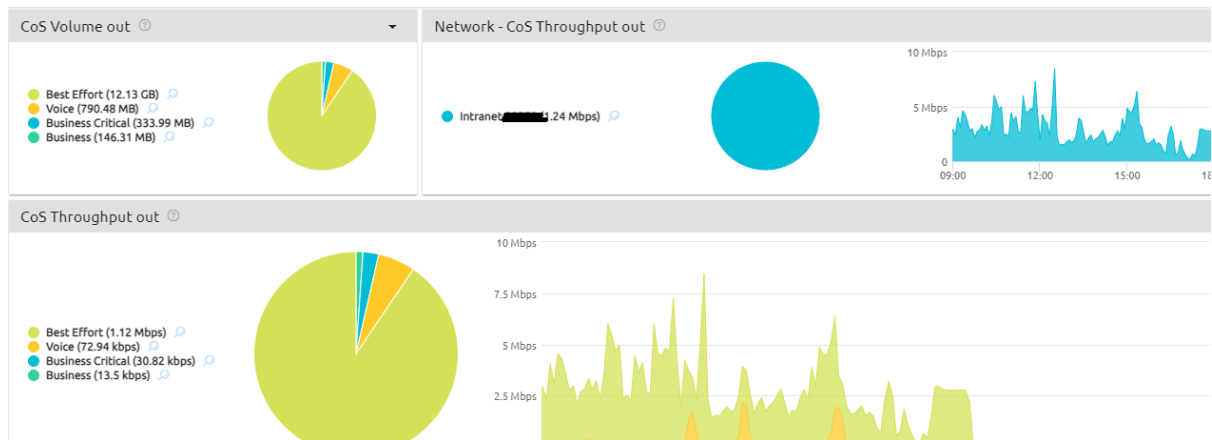 CoS Volume out
Best Effort (12.13 GB)
Voice (790.48 MB)
Business Critical (333.99 MB)
Business (146.31 MB)
Network - CoS Throughput out
Intranet 1.24 Mbps)
10 Mbps
5 Mbps
0
09:00 12:00 15:00 18
CoS Throughput out
Best Effort (1.12 Mbps)
Voice (72.94 kbps)
Business Critical (30.82 kbps)
Business (13.5 kbps)
10 Mbps
7.5 Mbps
5 Mbps
2.5 Mbps